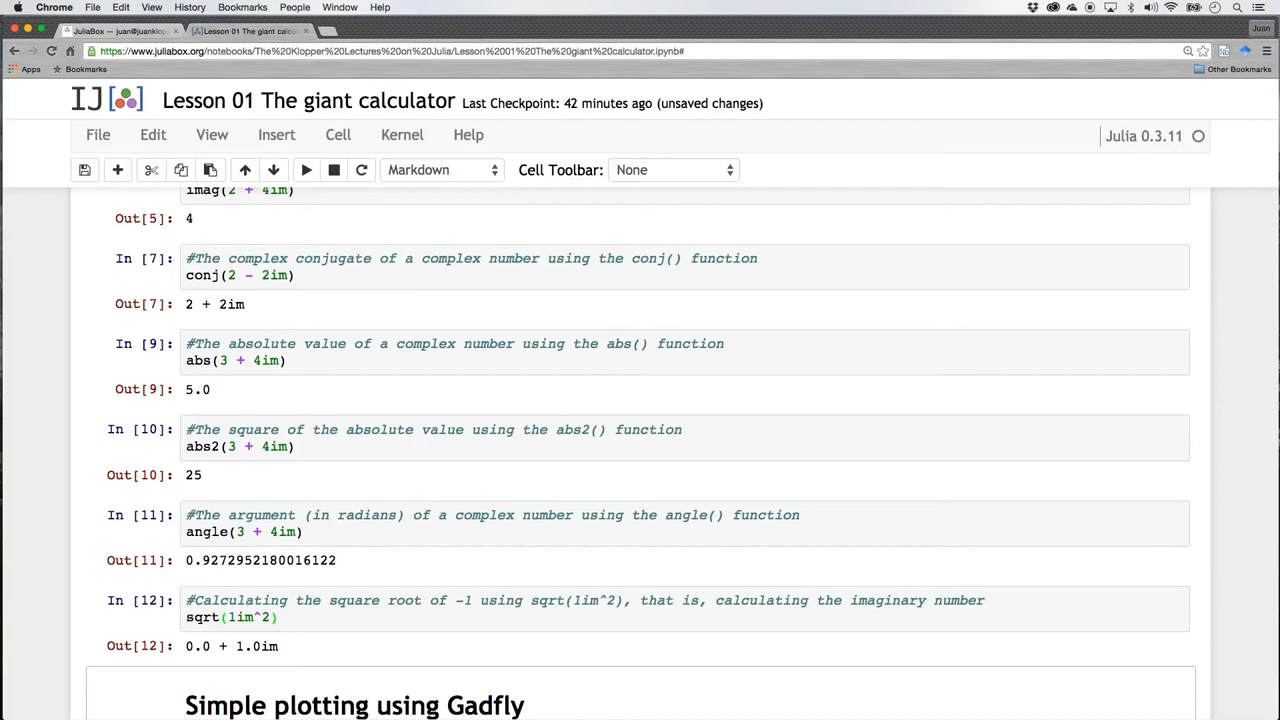 Chrome File Edit View History Bookmarks People Window Help
JuliaBox — juan@juanklop Lesson 01 The giant calcul Juan
https://www.juliabox.org/notebooks/The%20Klopper%20Lectures%20on%20Julia/Lesson%2001%20The%20giant%20calculator.ipynb#
Apps Bookmarks Other Bookmarks
IJ Lesson 01 The giant calculator Last Checkpoint: 42 minutes ago (unsaved changes)
File Edit View Insert Cell Kernel Help Julia 0.3.11
Markdown Cell Toolbar: None
imag(2 + 4im)
Out[5]: 4
In [7]: #The complex conjugate of a complex number using the conj() function
conj(2 - 2im)
Out[7]: 2 + 2im
In [9]: #The absolute value of a complex number using the abs() function
abs(3 + 4im)
Out[9]: 5.0
In [10]: #The square of the absolute value using the abs2() function
abs2(3 + 4im)
Out[10]: 25
In [11]: #The argument (in radians) of a complex number using the angle() function
angle(3 + 4im)
Out[11]: 0.9272952180016122
In [12]: #Calculating the square root of -1 using sqrt(1im^2), that is, calculating the imaginary number
sqrt(1im^2)
Out[12]: 0.0 + 1.0im
Simple plotting using Gadfly